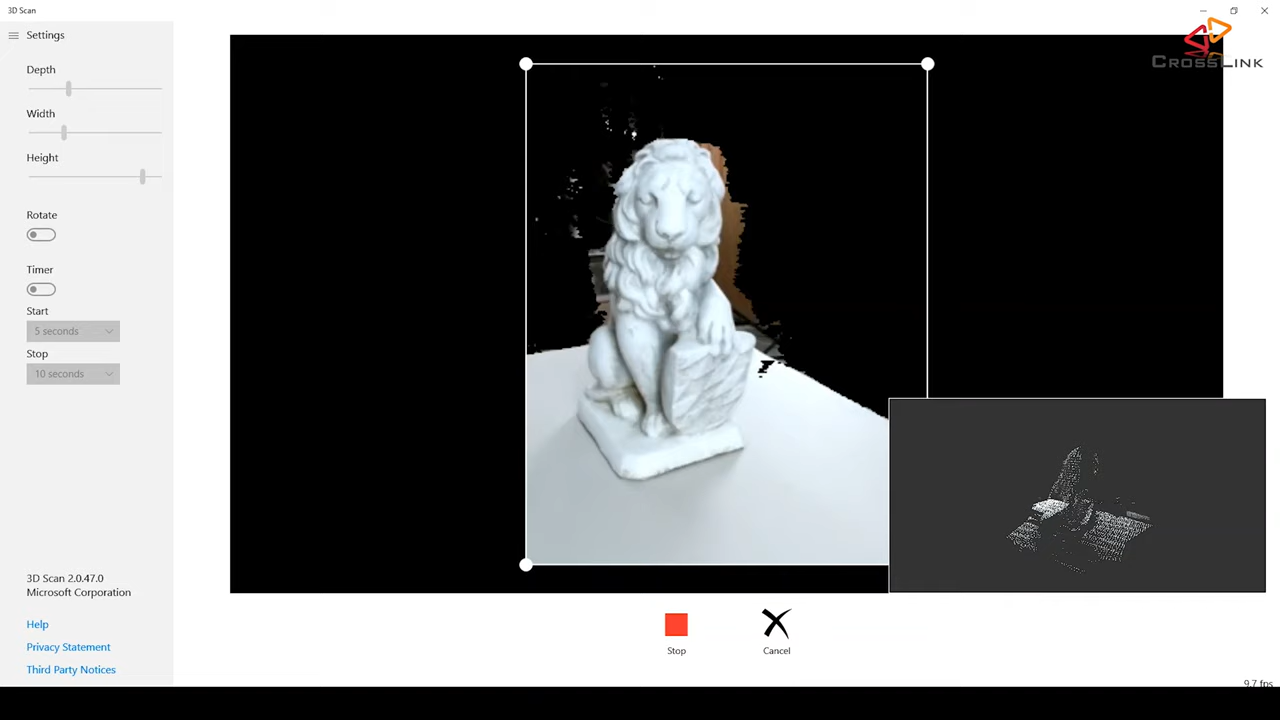 3D Scan
Settings
CROSSLINK
Depth
Width
Height
Rotate
Timer
Start
5 seconds
Stop
10 seconds
3D Scan 2.0.47.0
Microsoft Corporation
Help
Privacy Statement
Third Party Notices
Stop
Cancel
9.7 fps